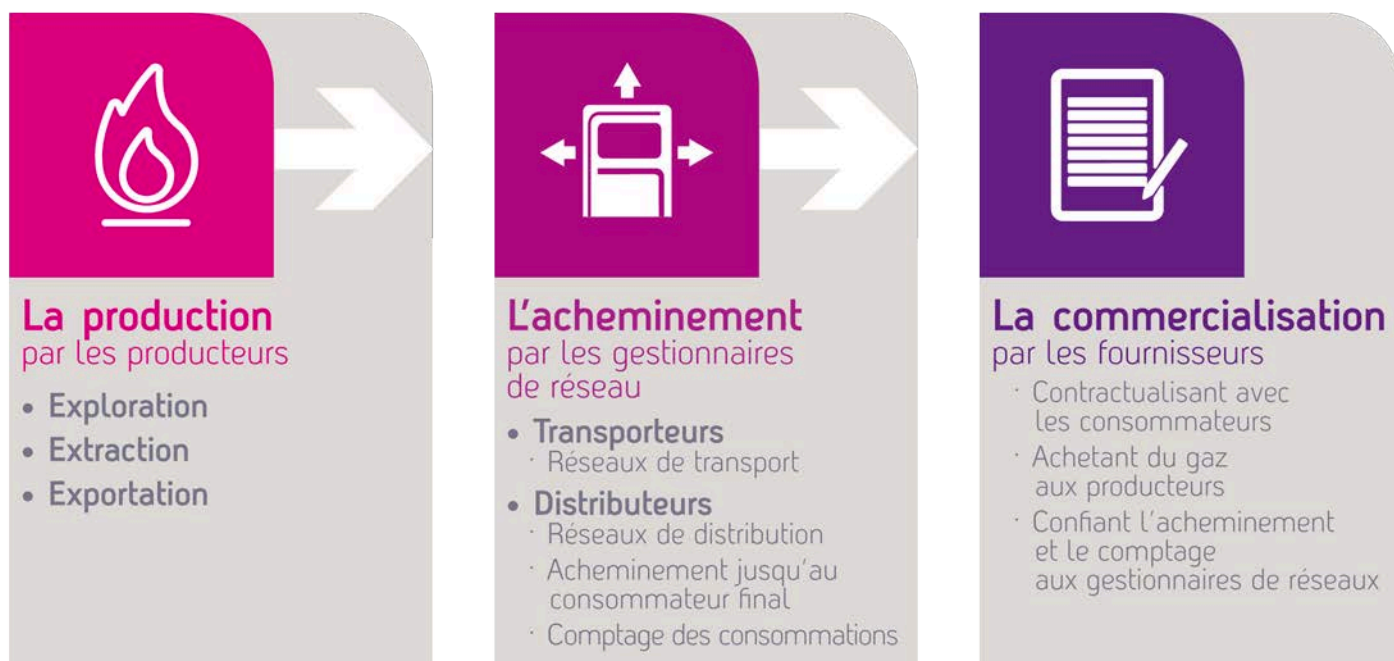 La production
par les producteurs
• Exploration
• Extraction
• Exportation
L'acheminement
par les gestionnaires
de réseau
• Transporteurs
· Réseaux de transport
• Distributeurs
· Réseaux de distribution
· Acheminement jusqu'au
consommateur final
· Comptage des consommations
La commercialisation
par les fournisseurs
· Contractualisant avec
les consommateurs
· Achetant du gaz
aux producteurs
· Confiant l'acheminement
et le comptage
aux gestionnaires de réseaux